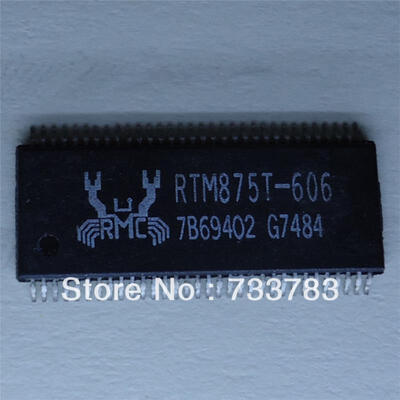 RTM875T-606
RMC
7B69402 G7484
Store No : 733783